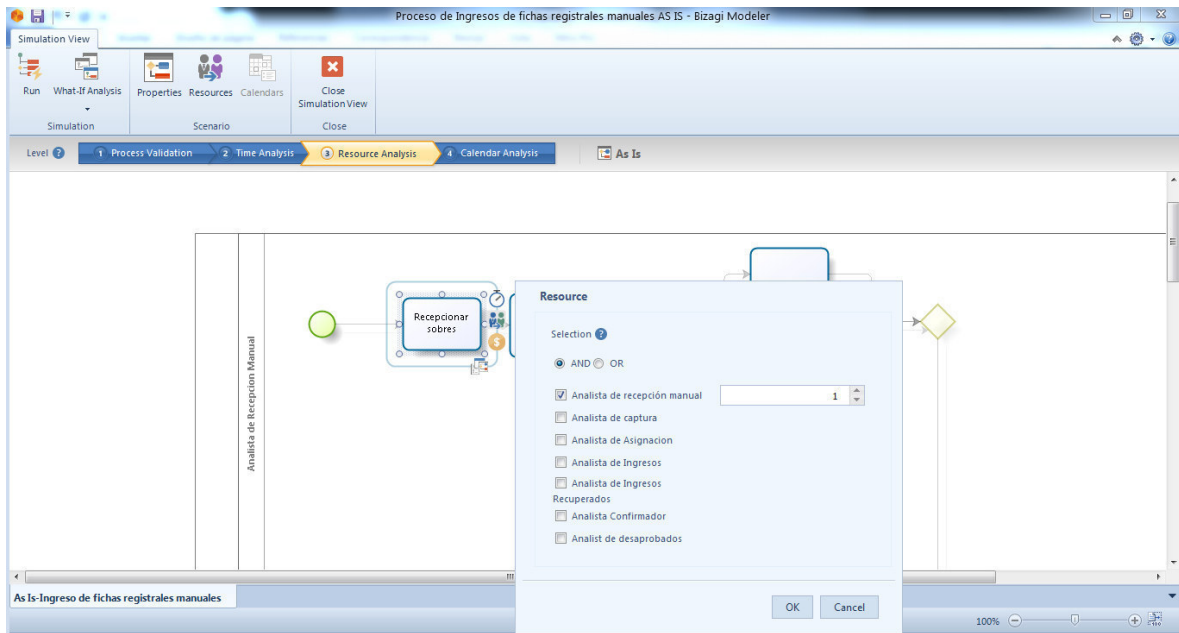 Proceso de Ingresos de fichas registrales manuales AS IS - Bizagi Modeler
Simulation View
Run What-If Analysis Properties Resources Calendars Close Simulation View
Simulation Scenario Close
Level 1 Process Validation 2 Time Analysis 3 Resource Analysis 4 Calendar Analysis As Is
Analista de Recepcion Manual
Recepcionar
sobres
Resource
Selection
AND OR
Analista de recepción manual 1
Analista de captura
Analista de Asignacion
Analista de Ingresos
Analista de Ingresos
Recuperados
Analista Confirmador
Analist de desaprobados
OK Cancel
As Is-Ingreso de fichas registrales manuales
100%